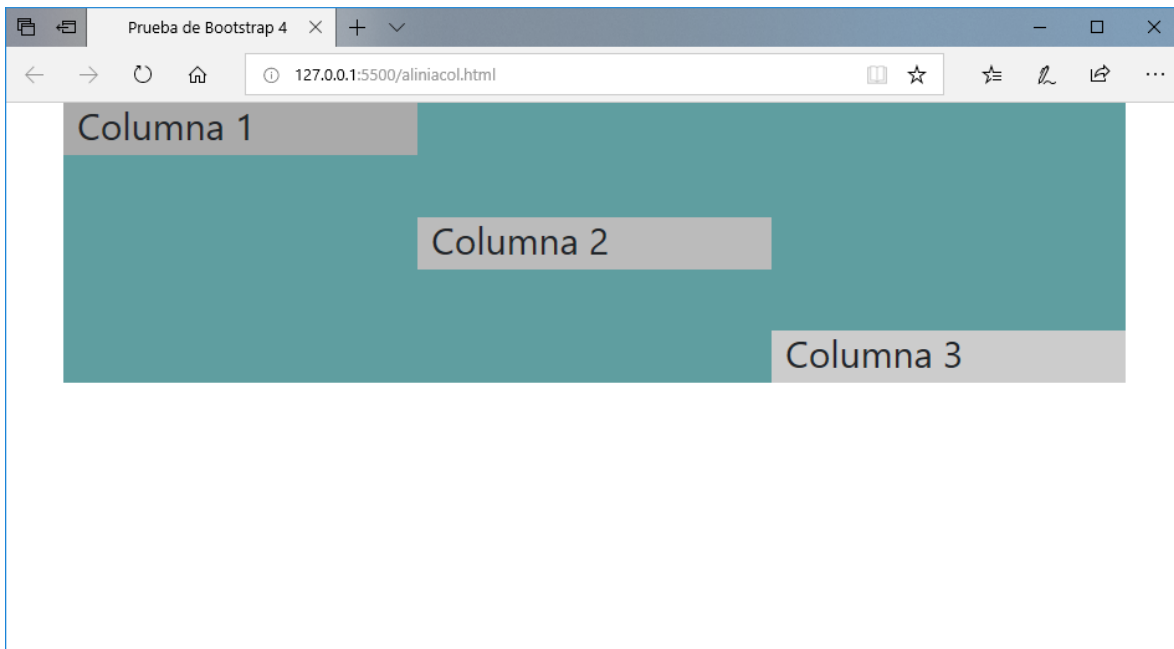 Prueba de Bootstrap 4
127.0.0.1:5500/aliniacol.html
Columna 1
Columna 2
Columna 3